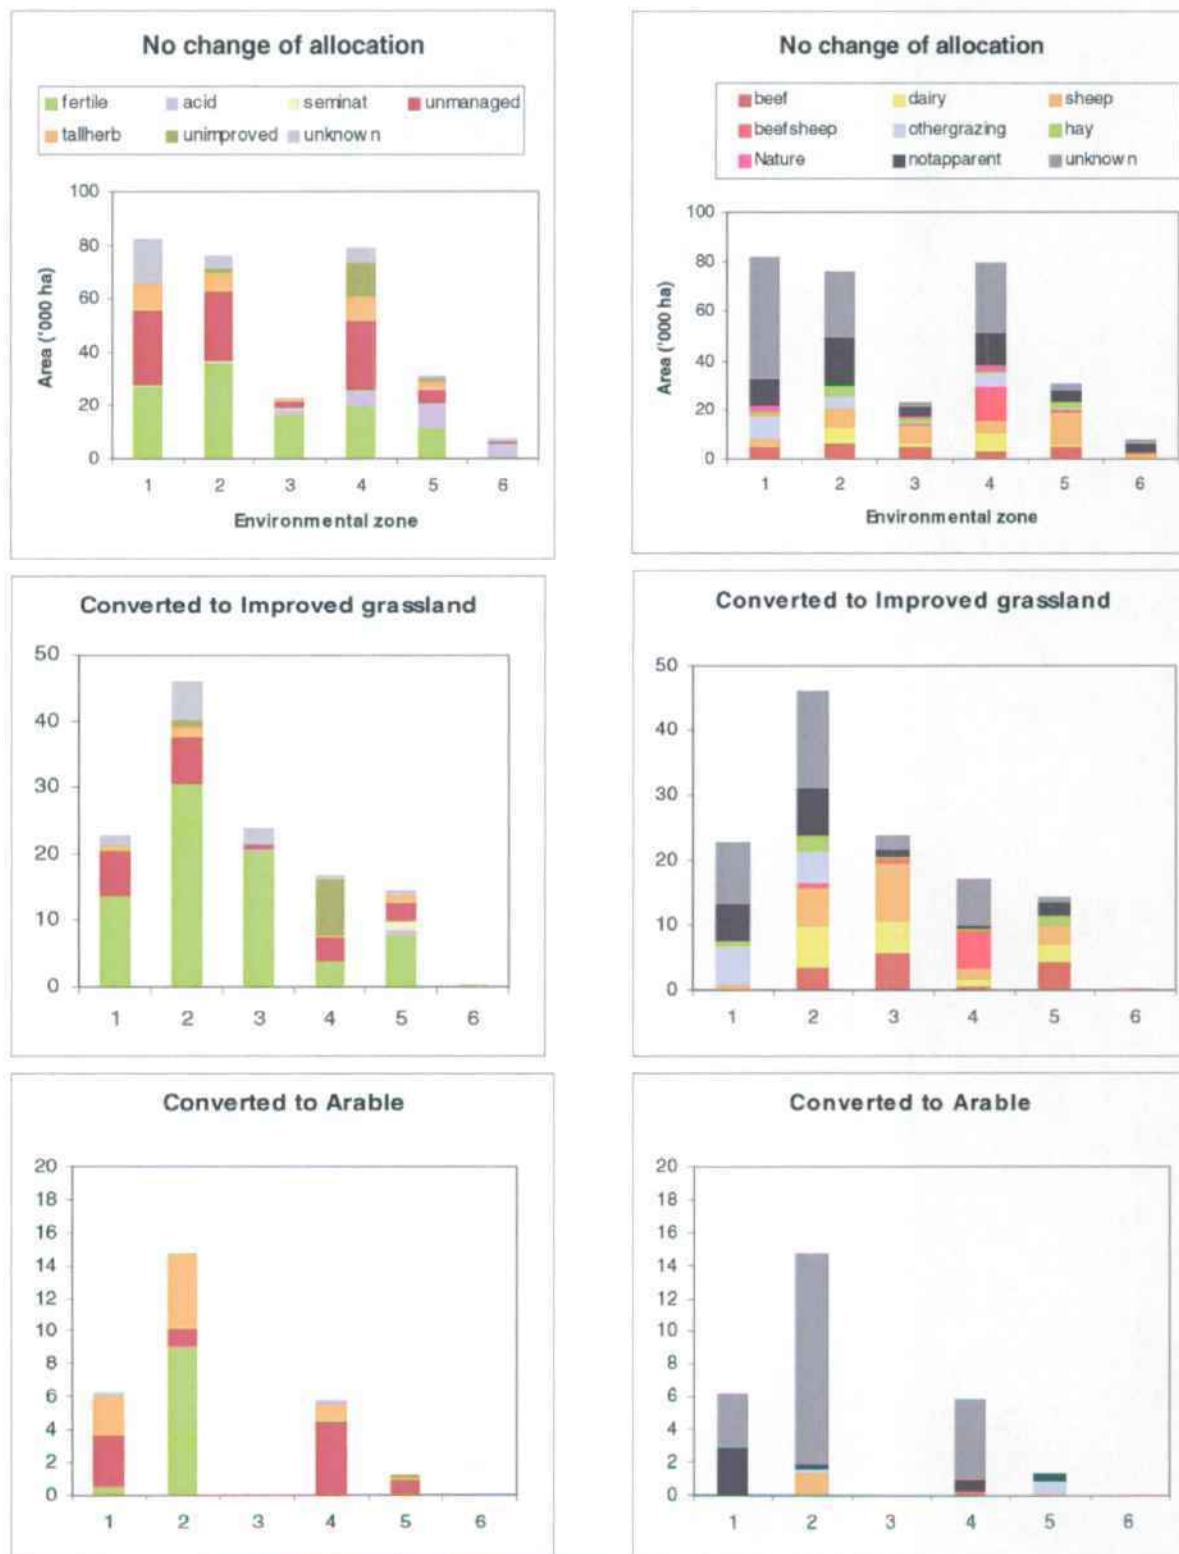 No change of allocation
fertile acid seminat unmanaged
tallherb unimproved unknown
Area ('000 ha)
100
80
60
40
20
0
1 2 3 4 5 6
Environmental zone
No change of allocation
beef dairy sheep
beefsheep othergrazing hay
Nature notapparent unknown
Area ('000 ha)
100
80
60
40
20
0
1 2 3 4 5 6
Environmental zone
Converted to Improved grassland
50
40
30
20
10
0
1 2 3 4 5 6
Converted to Improved grassland
50
40
30
20
10
0
1 2 3 4 5 6
Converted to Arable
20
18
16
14
12
10
8
6
4
2
0
1 2 3 4 5 6
Converted to Arable
20
18
16
14
12
10
8
6
4
2
0
1 2 3 4 5 6